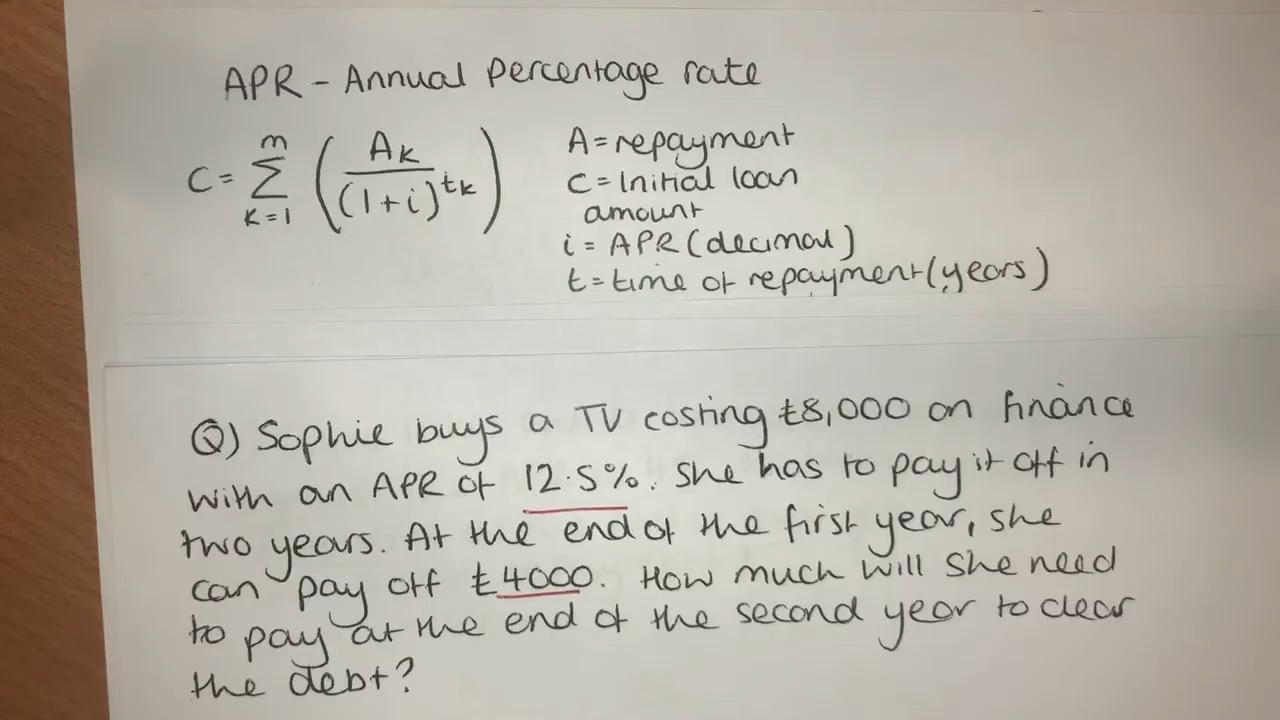 APR - Annual Percentage rate
C = m Σ K=1 ( AK / (1+i)^tK )
A = repayment
C = Initial loan
amount
i = APR (decimal)
t = time of repayment (years)
Q) Sophie buys a TV costing £8,000 on finance
with an APR of 12.5%. She has to pay it off in
two years. At the end of the first year, she
can pay off £4000. How much will she need
to pay at the end of the second year to clear
the debt?